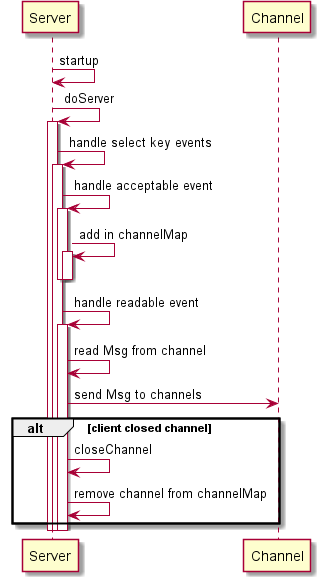 Server Channel
startup
doServer
handle select key events
handle acceptable event
add in channelMap
handle readable event
read Msg from channel
send Msg to channels
alt [client closed channel]
closeChannel
remove channel from channelMap
Server Channel